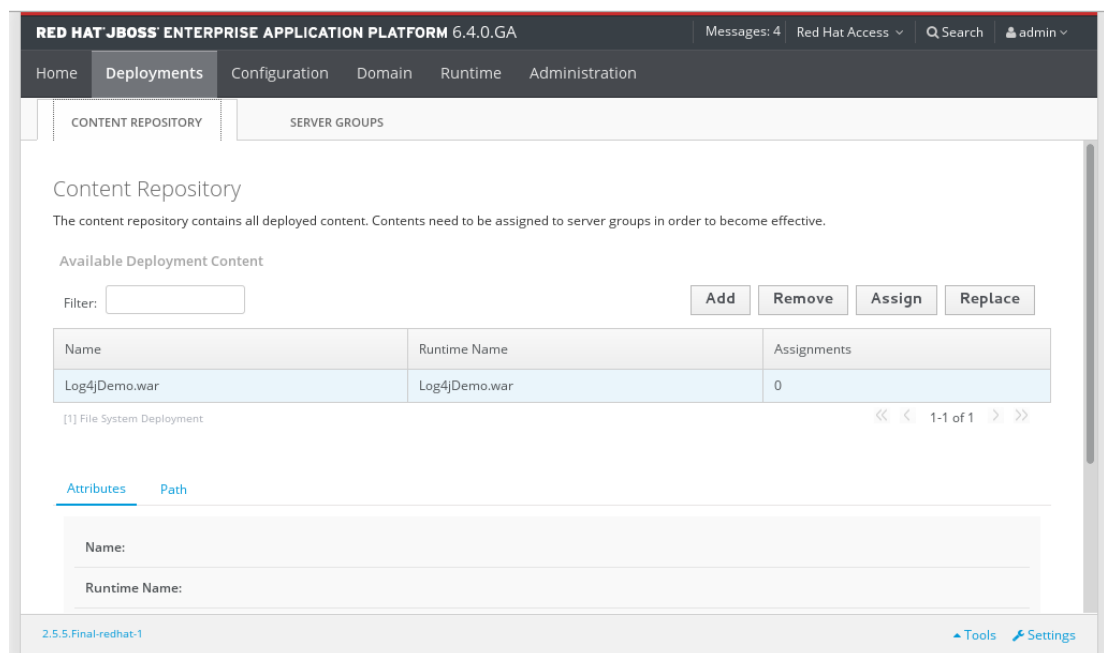 RED HAT® JBOSS® ENTERPRISE APPLICATION PLATFORM 6.4.0.GA Messages: 4 Red Hat Access Search admin
Home Deployments Configuration Domain Runtime Administration
CONTENT REPOSITORY SERVER GROUPS
Content Repository
The content repository contains all deployed content. Contents need to be assigned to server groups in order to become effective.
Available Deployment Content
Filter: Add Remove Assign Replace
Name Runtime Name Assignments
Log4jDemo.war Log4jDemo.war 0
[1] File System Deployment 1-1 of 1
Attributes Path
Name:
Runtime Name:
2.5.5.Final-redhat-1 Tools Settings